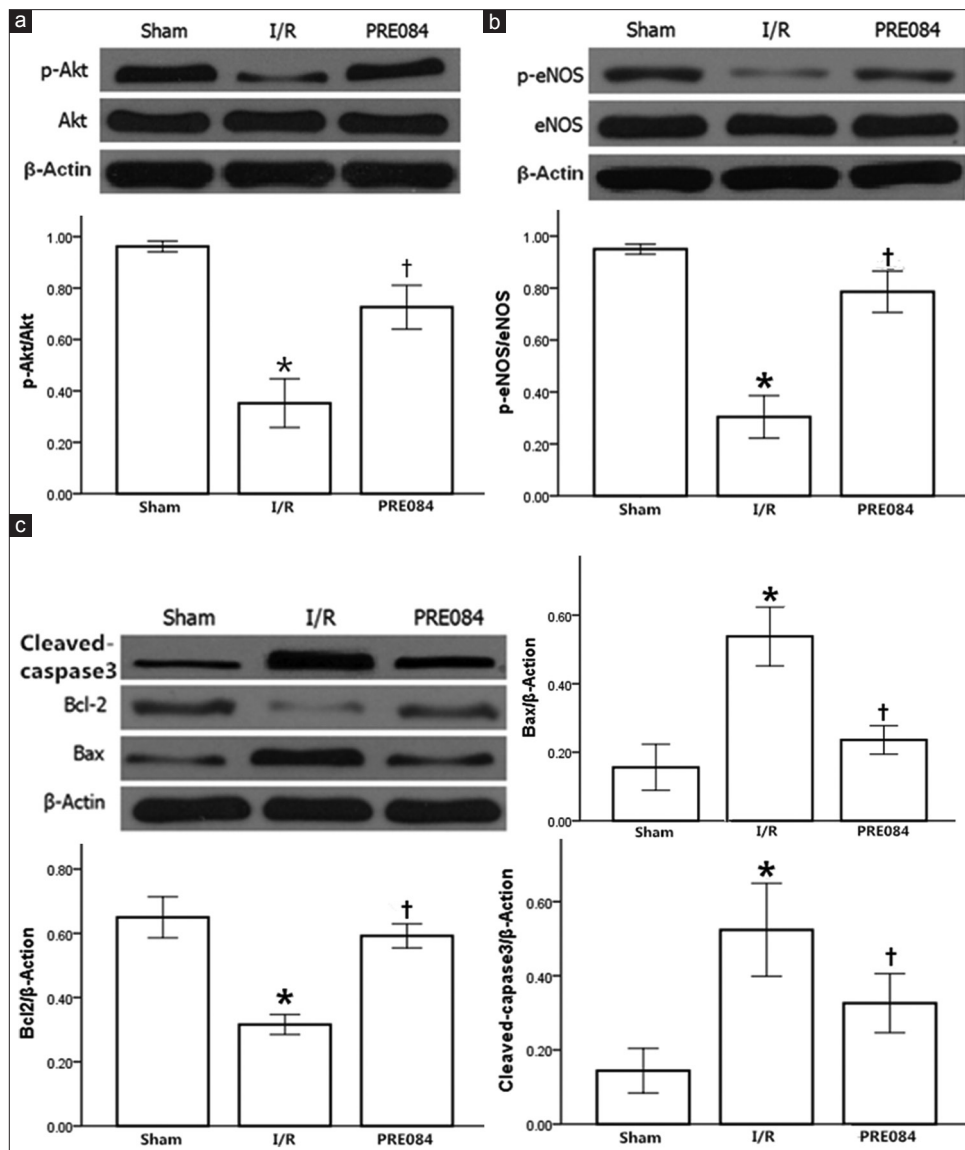 a
Sham I/R PRE084
p-Akt
Akt
β-Actin
p-Akt/Akt
1.00
0.80
0.60
0.40
0.20
0.00
*
†
Sham I/R PRE084
b
Sham I/R PRE084
p-eNOS
eNOS
β-Actin
p-eNOS/eNOS
1.00
0.80
0.60
0.40
0.20
0.00
*
†
Sham I/R PRE084
c
Sham I/R PRE084
Cleaved-
caspase3
Bcl-2
Bax
β-Actin
Bax/β-Action
0.60
0.40
0.20
0.00
*
†
Sham I/R PRE084
Bcl2/β-Action
0.80
0.60
0.40
0.20
0.00
*
†
Sham I/R PRE084
Cleaved-capase3/β-Action
0.60
0.40
0.20
0.00
*
†
Sham I/R PRE084